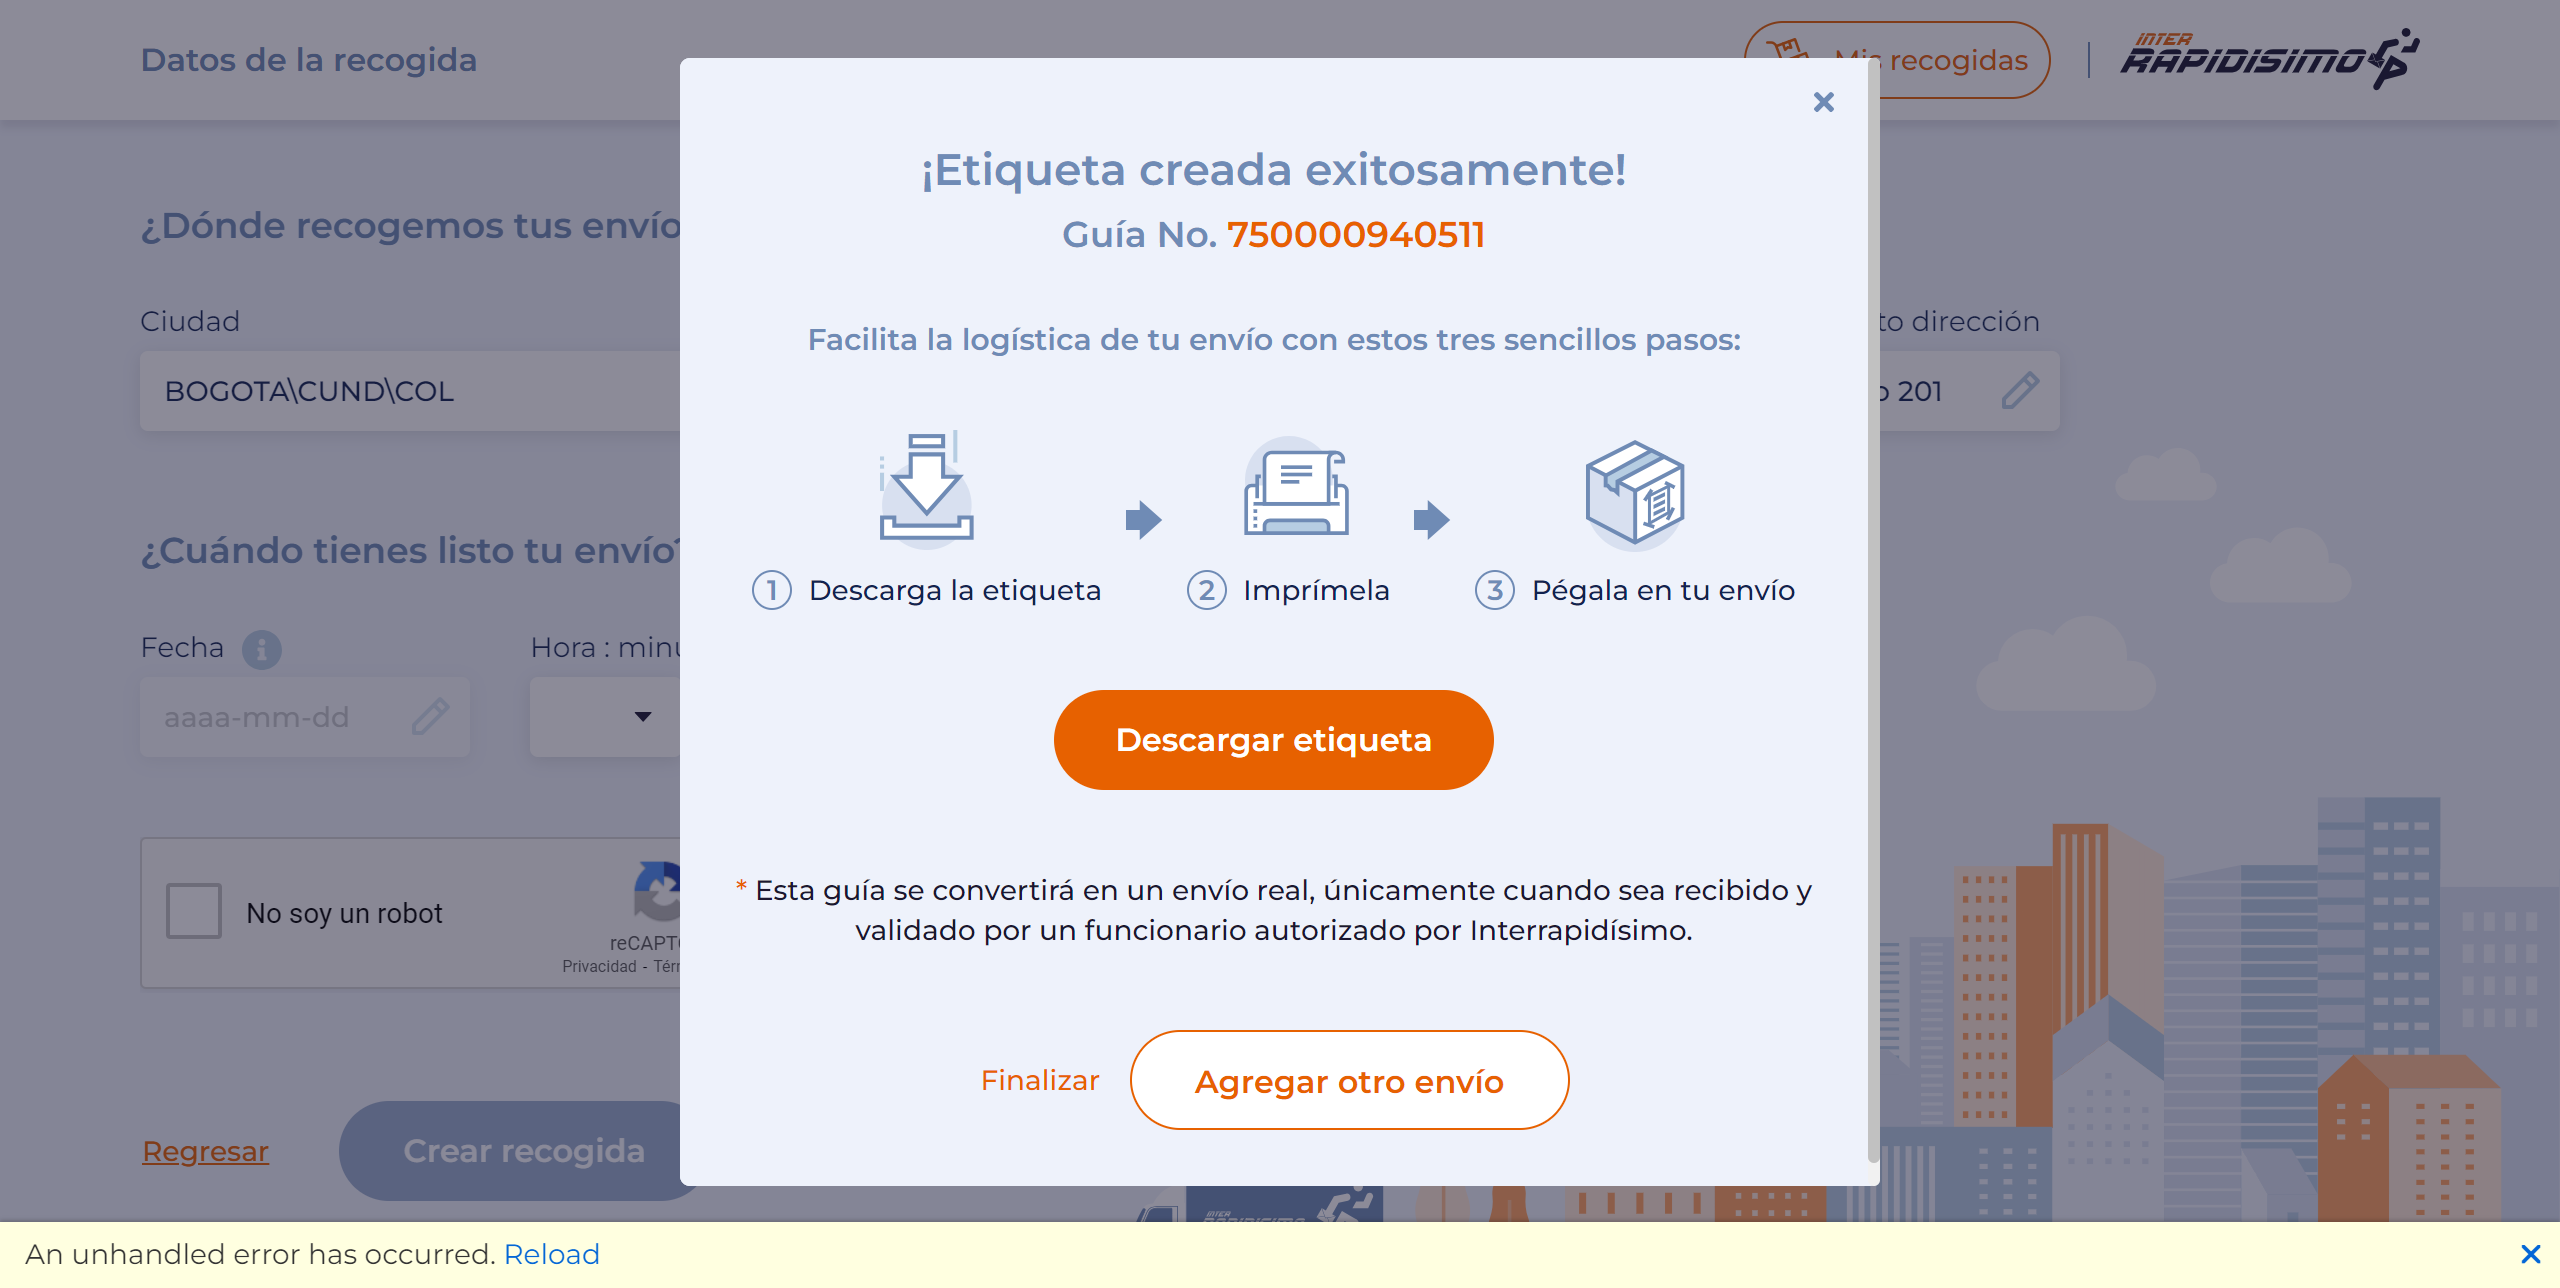 Datos de la recogida
Mis recogidas
INTER
RAPIDISIMO
¡Etiqueta creada exitosamente!
Guía No. 750000940511
Facilita la logística de tu envío con estos tres sencillos pasos:
1 Descarga la etiqueta
2 Imprímela
3 Pégala en tu envío
Descargar etiqueta
* Esta guía se convertirá en un envío real, únicamente cuando sea recibido y
validado por un funcionario autorizado por Interrapidísimo.
Finalizar
Agregar otro envío
¿Dónde recogemos tus envío
Ciudad
dirección
BOGOTA\CUND\COL
201
¿Cuándo tienes listo tu envío?
Fecha
Hora : minu
aaaa-mm-dd
No soy un robot
reCAPT
Privacidad - Tér
Regresar
Crear recogida
INTER
RAPIDISIMO
An unhandled error has occurred. Reload